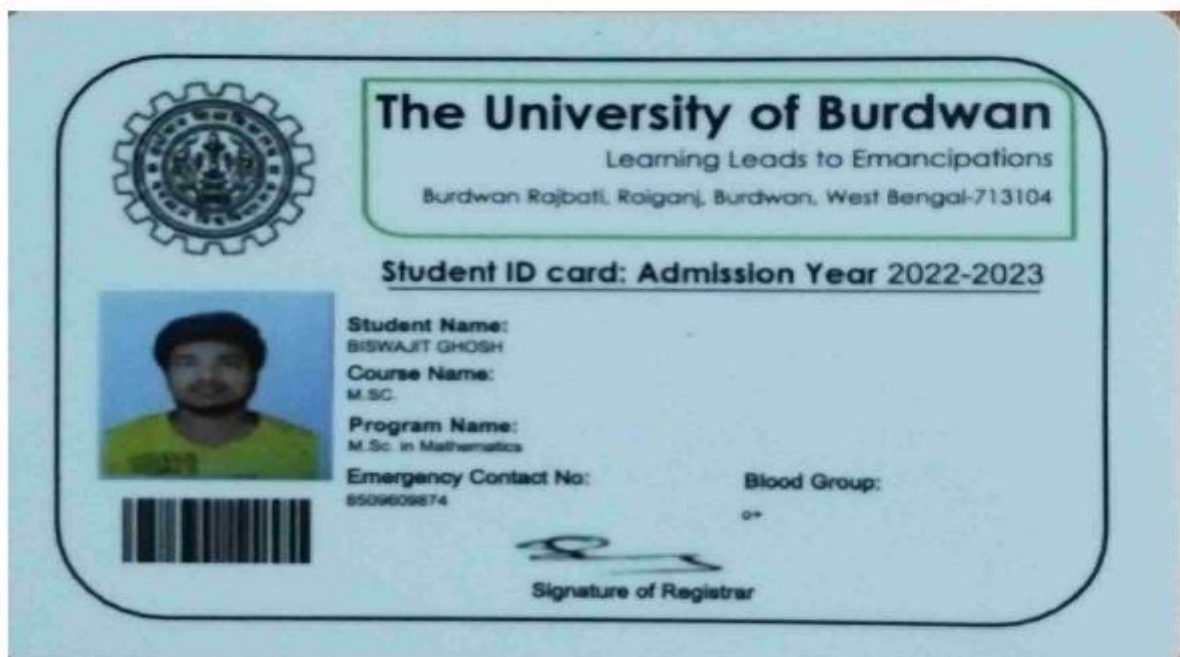 The University of Burdwan
Learning Leads to Emancipations
Burdwan Rajbati, Raiganj, Burdwan, West Bengal-713104
Student ID card: Admission Year 2022-2023
Student Name:
BISWAJIT GHOSH
Course Name:
M.SC.
Program Name:
M.Sc. in Mathematics
Emergency Contact No:
8509609874
Blood Group:
o+
Signature of Registrar